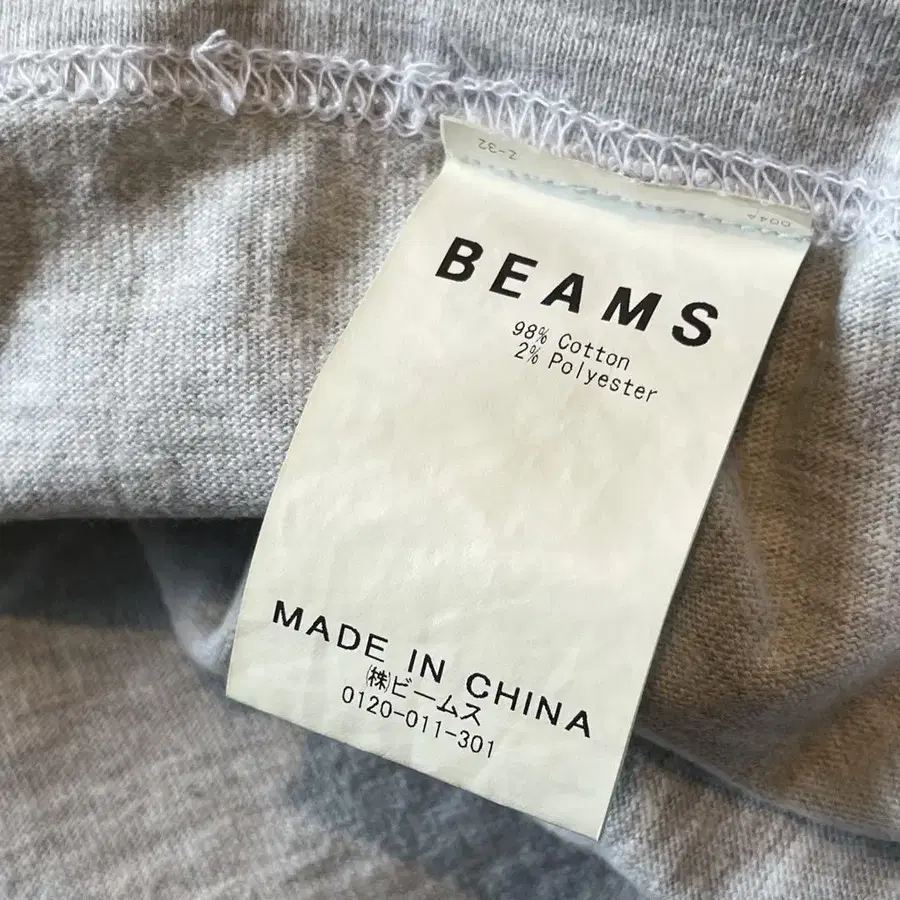 Z-32
BEAMS
98% Cotton
2% Polyester
MADE IN CHINA
㈱ビームス
0120-011-301